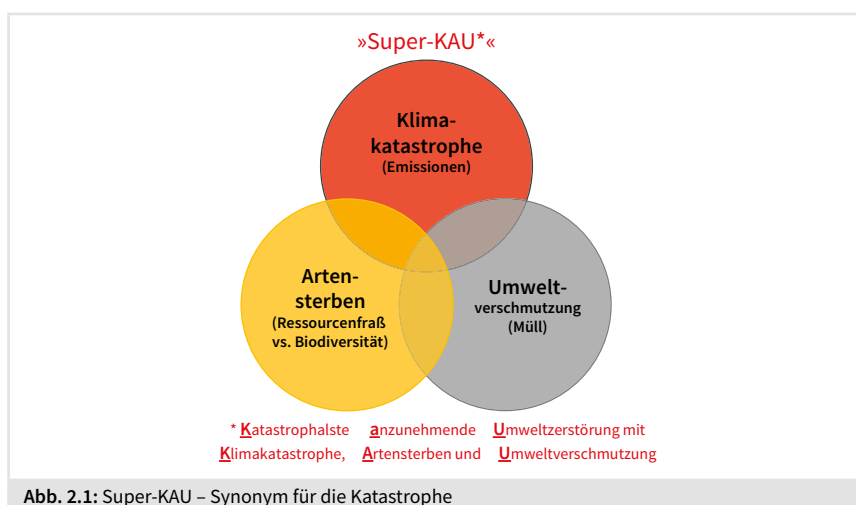 »Super-KAU*«
Klima-
katastrophe
(Emissionen)
Arten-
sterben
(Ressourcenfraß
vs. Biodiversität)
Umwelt-
verschmutzung
(Müll)
* Katastrophalste anzunehmende Umweltzerstörung mit
Klimakatastrophe, Artensterben und Umweltverschmutzung
Abb. 2.1: Super-KAU – Synonym für die Katastrophe